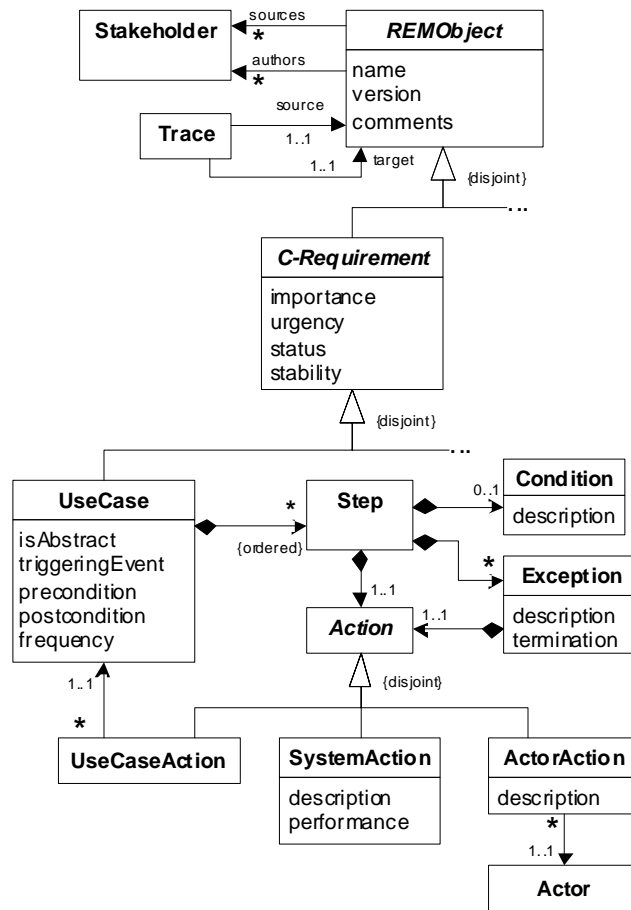 sources
Stakeholder
*
REMObject
authors
*
name
version
comments
source
Trace
1..1
1..1
target
{disjoint}
...
C-Requirement
importance
urgency
status
stability
{disjoint}
...
UseCase
isAbstract
triggeringEvent
precondition
postcondition
frequency
*
{ordered}
Step
0..1
Condition
description
*
Exception
description
termination
1..1
1..1
Action
{disjoint}
1..1
*
UseCaseAction
SystemAction
description
performance
ActorAction
description
*
1..1
Actor